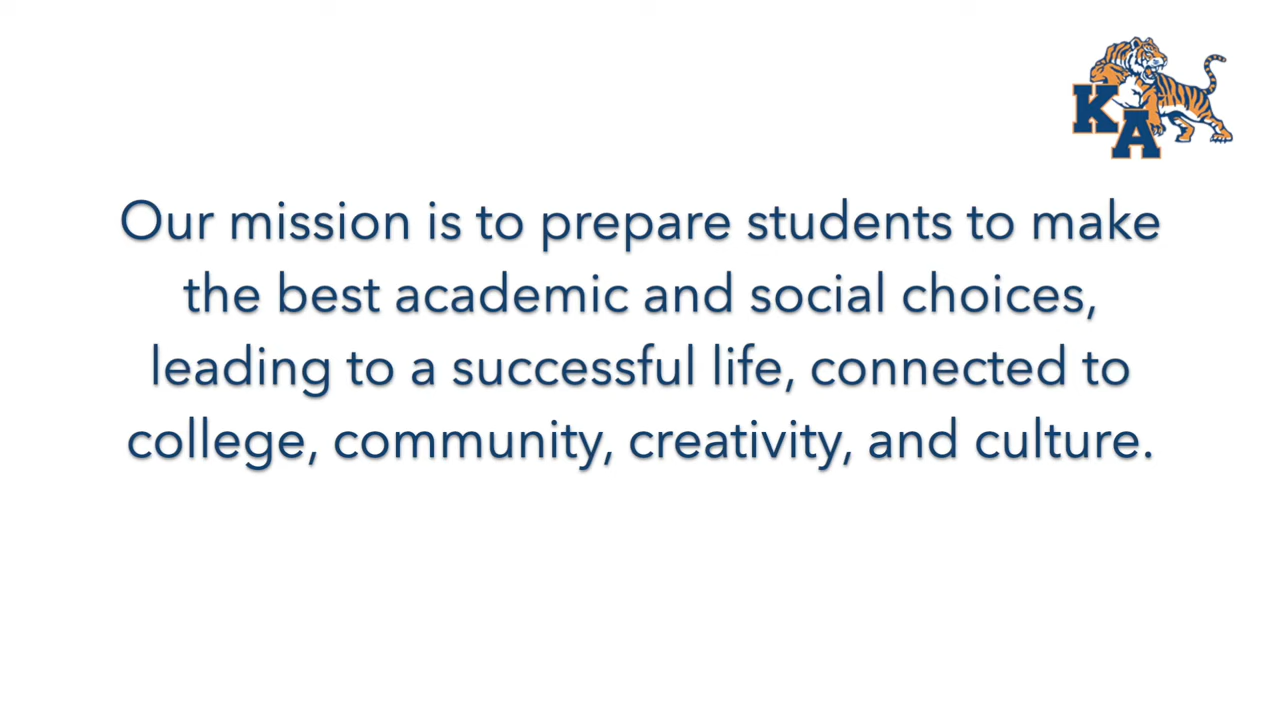 KA
Our mission is to prepare students to make
the best academic and social choices,
leading to a successful life, connected to
college, community, creativity, and culture.